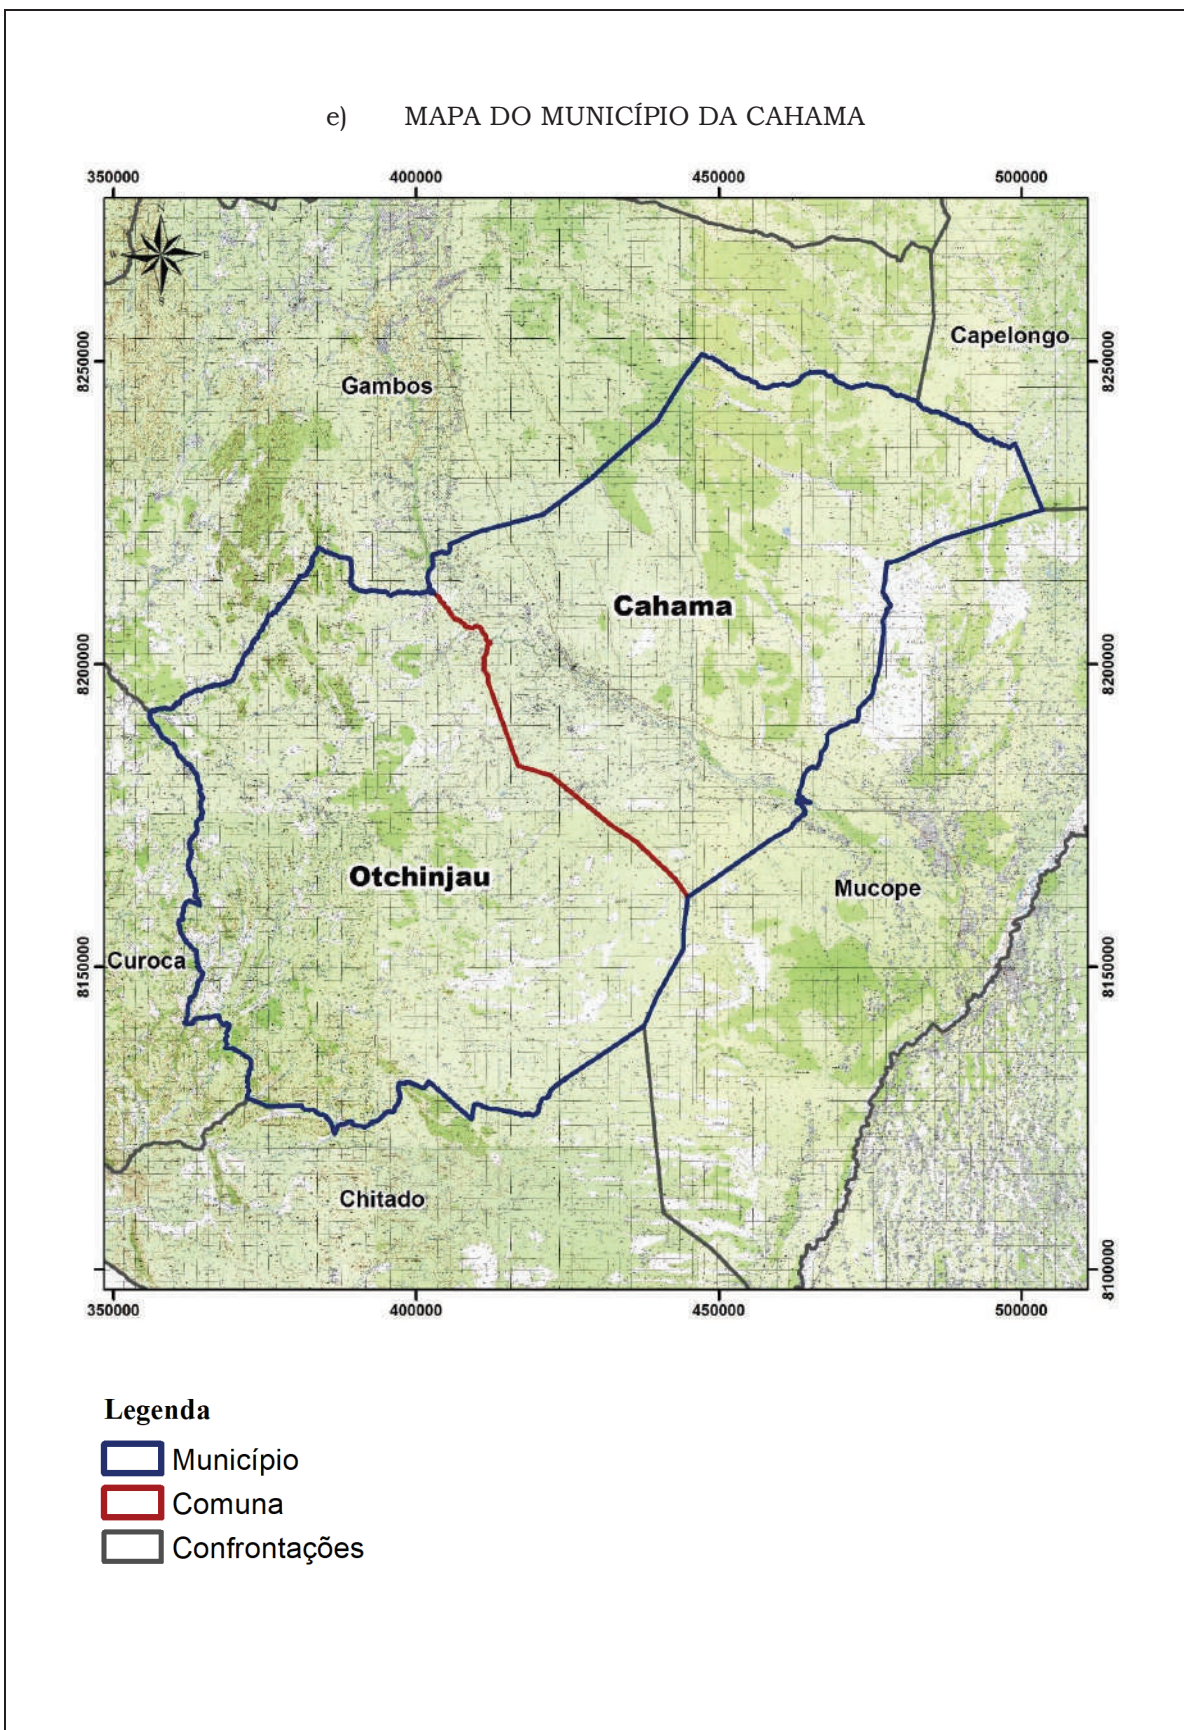 e) MAPA DO MUNICÍPIO DA CAHAMA
350000 400000 450000 500000
N
W E
S
Capelongo
8250000 8250000
Gambos
Cahama
8200000 8200000
Otchinjau
Mucope
Curoca
8150000 8150000
Chitado
8100000
350000 400000 450000 500000
Legenda
Município
Comuna
Confrontações